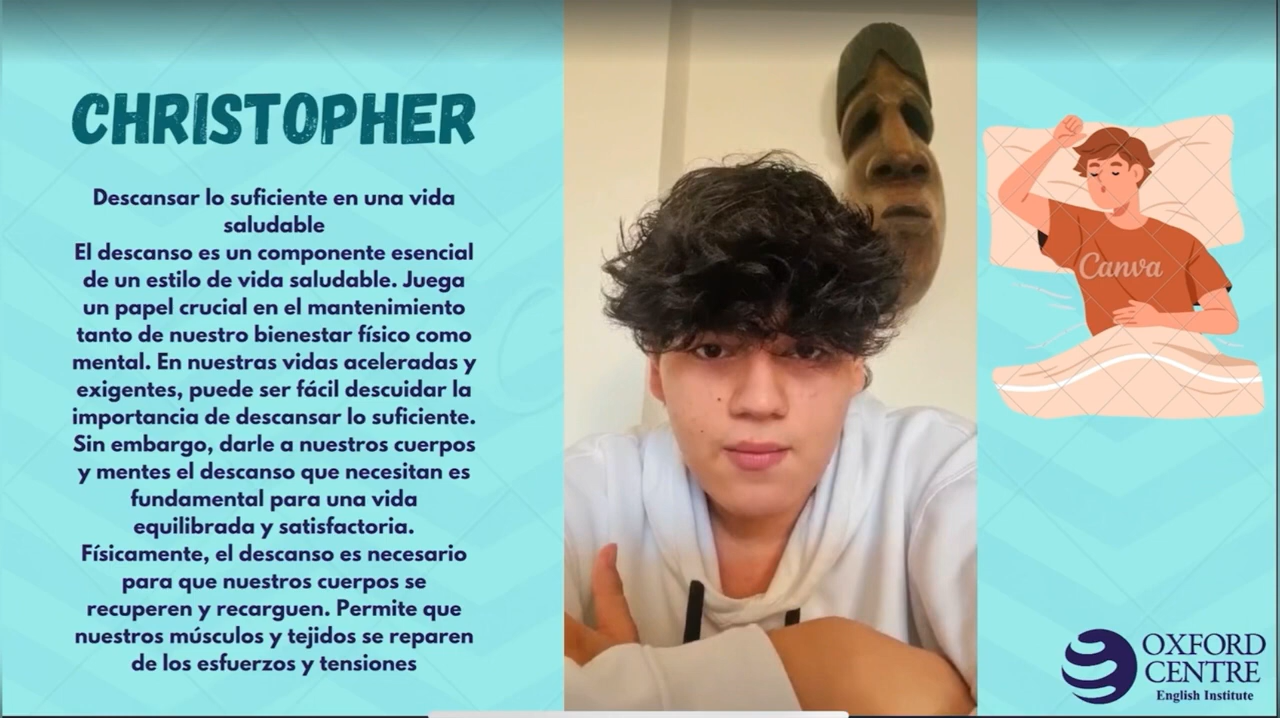 CHRISTOPHER
Descansar lo suficiente en una vida
saludable
El descanso es un componente esencial
de un estilo de vida saludable. Juega
un papel crucial en el mantenimiento
tanto de nuestro bienestar físico como
mental. En nuestras vidas aceleradas y
exigentes, puede ser fácil descuidar la
importancia de descansar lo suficiente.
Sin embargo, darle a nuestros cuerpos
y mentes el descanso que necesitan es
fundamental para una vida
equilibrada y satisfactoria.
Físicamente, el descanso es necesario
para que nuestros cuerpos se
recuperen y recarguen. Permite que
nuestros músculos y tejidos se reparen
de los esfuerzos y tensiones
Canva
OXFORD
CENTRE
English Institute